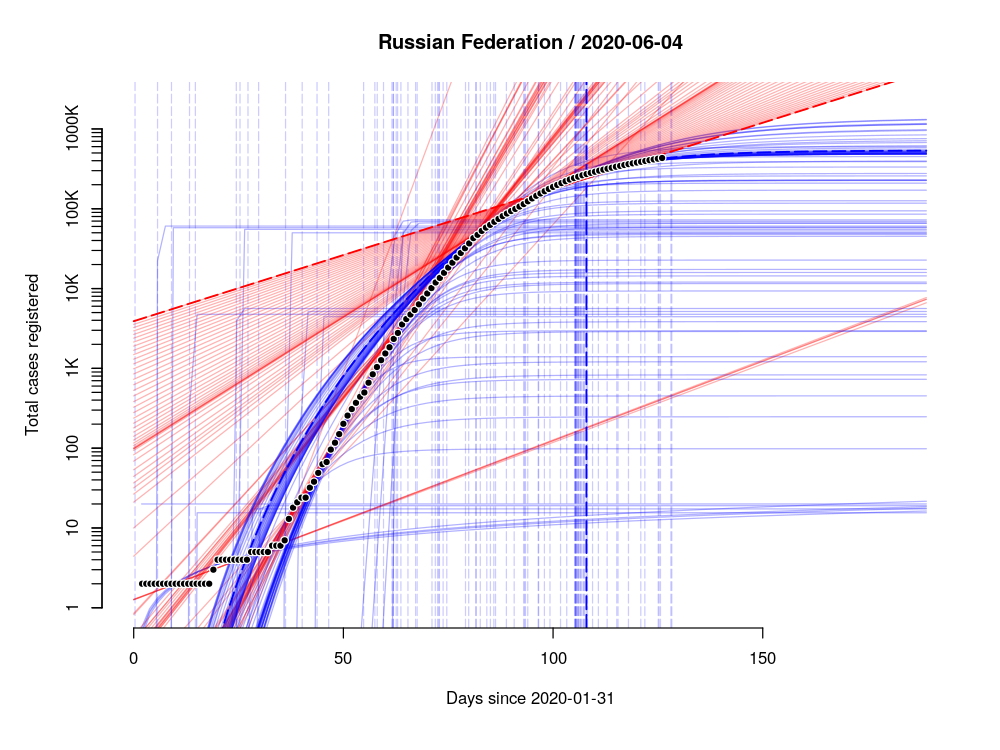 Russian Federation / 2020-06-04
Total cases registered
1000K
100K
10K
1K
100
10
1
0
50
100
150
Days since 2020-01-31